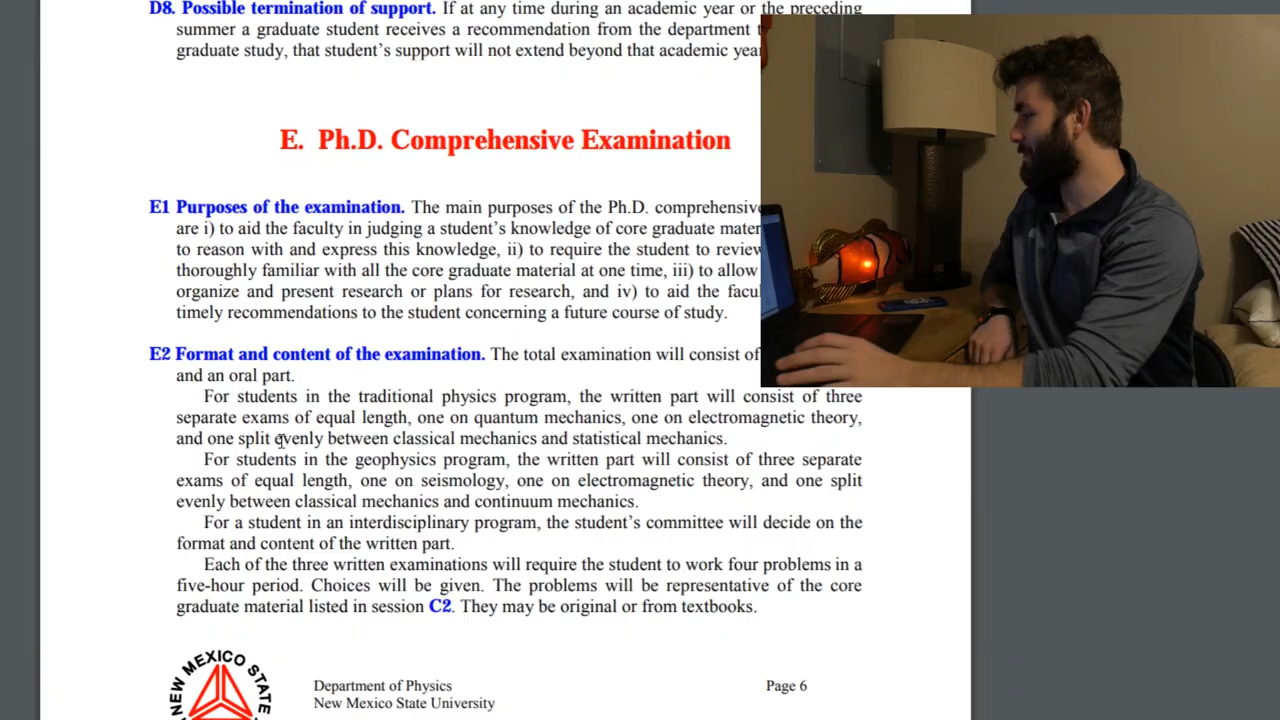 D8. Possible termination of support. If at any time during an academic year or the preceding
summer a graduate student receives a recommendation from the department
graduate study, that student's support will not extend beyond that academic
E. Ph.D. Comprehensive Examination
E1 Purposes of the examination. The main purposes of the Ph.D. comprehensive
are i) to aid the faculty in judging a student's knowledge of core graduate
to reason with and express this knowledge, ii) to require the student to review
thoroughly familiar with all the core graduate material at one time, iii) to allow
organize and present research or plans for research, and iv) to aid the
timely recommendations to the student concerning a future course of study.
E2 Format and content of the examination. The total examination will consist of
and an oral part.
For students in the traditional physics program, the written part will consist of three
separate exams of equal length, one on quantum mechanics, one on electromagnetic theory,
and one split evenly between classical mechanics and statistical mechanics.
For students in the geophysics program, the written part will consist of three separate
exams of equal length, one on seismology, one on electromagnetic theory, and one split
evenly between classical mechanics and continuum mechanics.
For a student in an interdisciplinary program, the student's committee will decide on the
format and content of the written part.
Each of the three written examinations will require the student to work four problems in a
five-hour period. Choices will be given. The problems will be representative of the core
graduate material listed in session C2. They may be original or from textbooks.
NEW MEXICO STATE
Department of Physics
New Mexico State University
Page 6